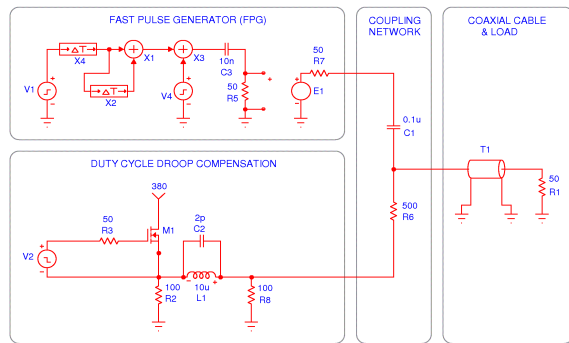 FAST PULSE GENERATOR (FPG)
COUPLING
NETWORK
COAXIAL CABLE
& LOAD
Δ T
X4
X1
X3
10n
C3
50
R7
V1
+
−
Δ T
X2
V4
+
−
50
R5
+
−
E1
+
−
0.1u
C1
T1
50
R1
DUTY CYCLE DROOP COMPENSATION
380
50
R3
M1
2p
C2
V2
+
−
100
R2
−
+
10u
L1
100
R8
500
R6